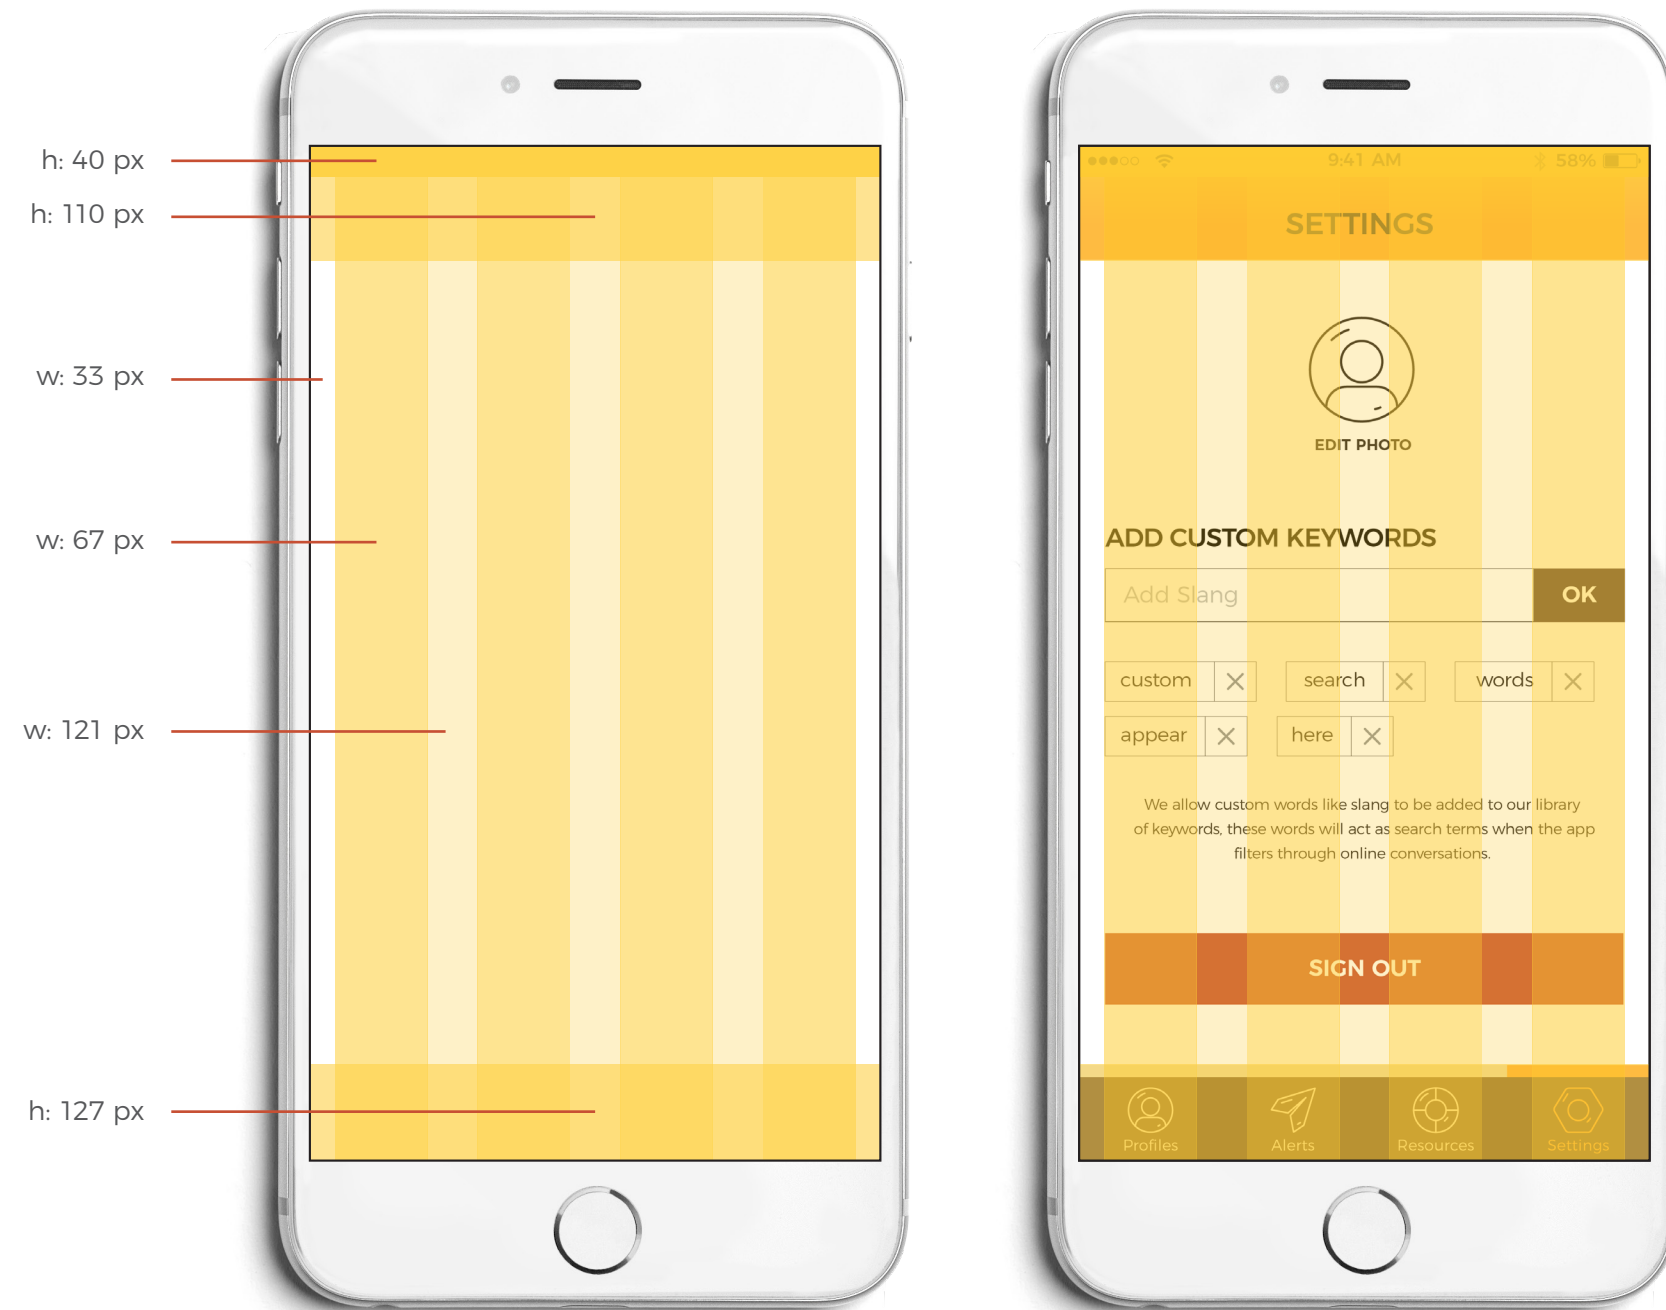 h: 40 px
h: 110 px
w: 33 px
w: 67 px
w: 121 px
h: 127 px
9:41 AM 58%
SETTINGS
EDIT PHOTO
ADD CUSTOM KEYWORDS
Add Slang OK
custom search words
appear here
We allow custom words like slang to be added to our library
of keywords, these words will act as search terms when the app
filters through online conversations.
SIGN OUT
Profiles Alerts Resources Settings